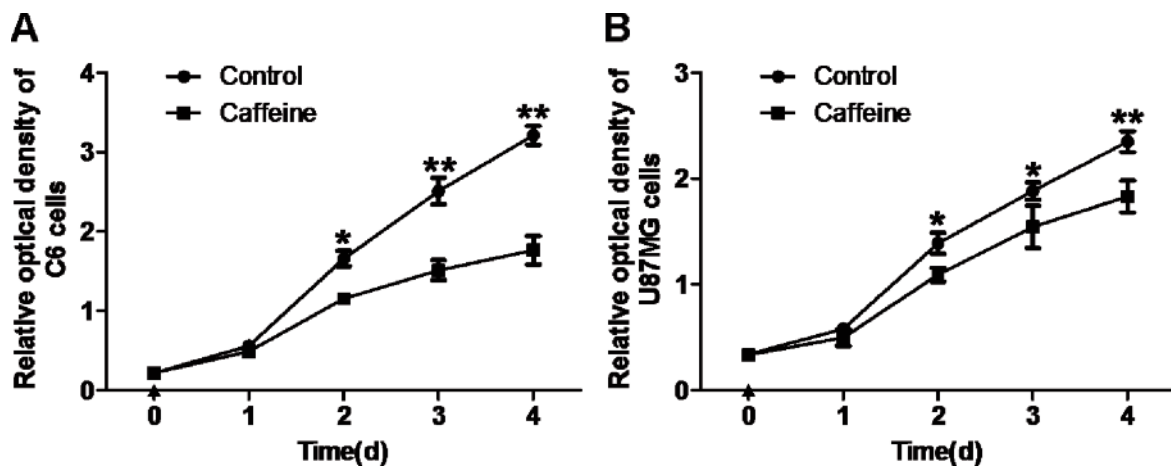 A
Relative optical density of
C6 cells
4
3
2
1
0
Control
Caffeine
*
**
**
0 1 2 3 4
Time(d)
B
Relative optical density of
U87MG cells
3
2
1
0
Control
Caffeine
*
*
**
0 1 2 3 4
Time(d)